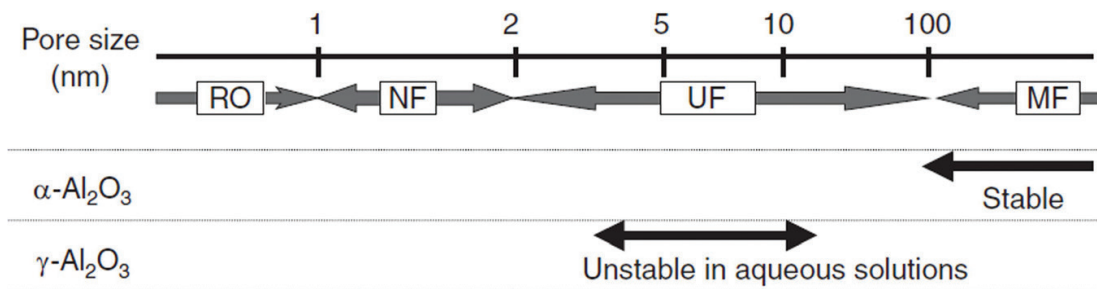 Pore size
(nm)
1 2 5 10 100
RO NF UF MF
α-Al₂O₃
Stable
γ-Al₂O₃
Unstable in aqueous solutions